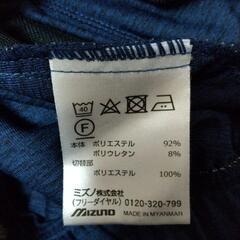 40
F
本体 ポリエステル 92%
ポリウレタン 8%
切替部
ポリエステル 100%
ミズノ株式会社
(フリーダイヤル) 0120-320-799
MIZUNO MADE IN MYANMAR